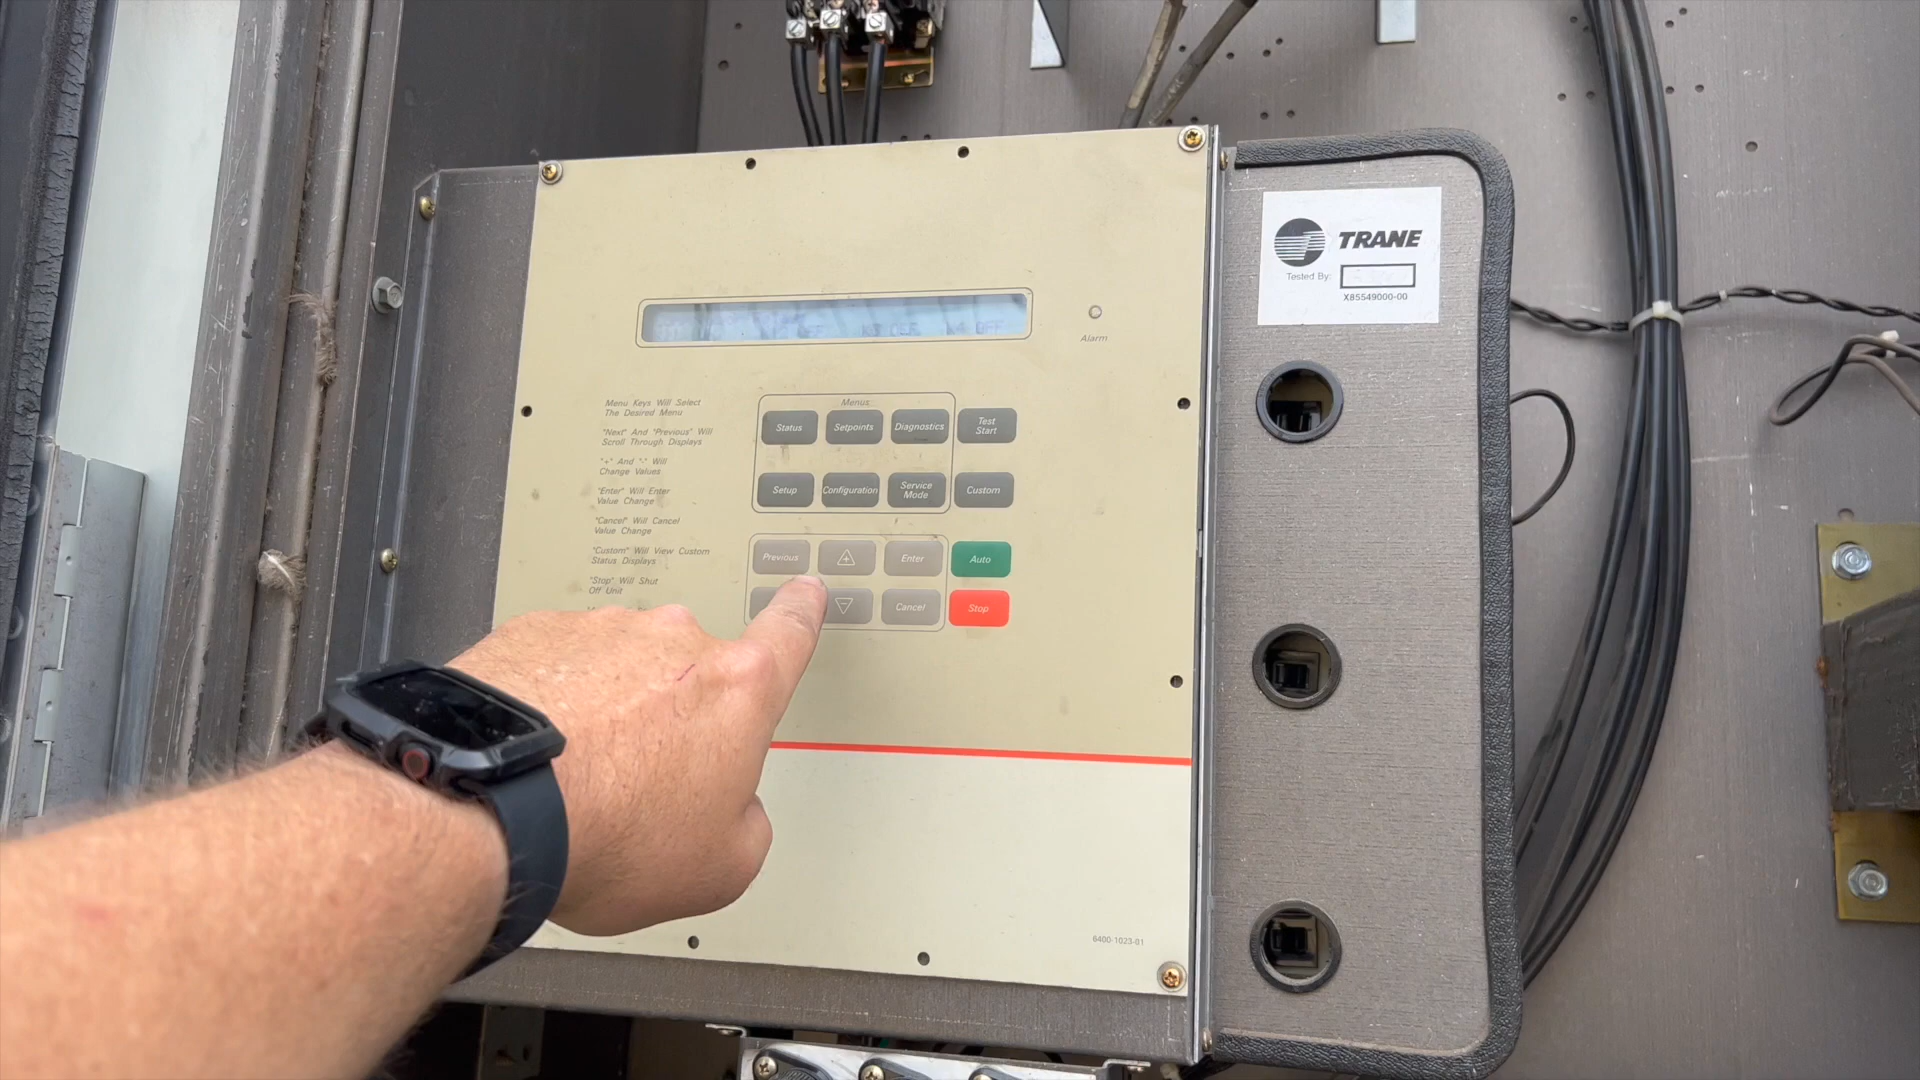 TRANE
Tested By:
X85549000-00
OFF OFF OFF
Alarm
Menu Keys Will Select
The Desired Menu
"Next" And "Previous" Will
Scroll Through Displays
"+" And "-" Will
Change Values
"Enter" Will Enter
Value Change
"Cancel" Will Cancel
Value Change
"Custom" Will View Custom
Status Displays
"Stop" Will Shut
Off Unit
Menus
Status Setpoints Diagnostics Test Start
Setup Configuration Service Mode Custom
Previous + Enter Auto
- Cancel Stop
6400-1023-01